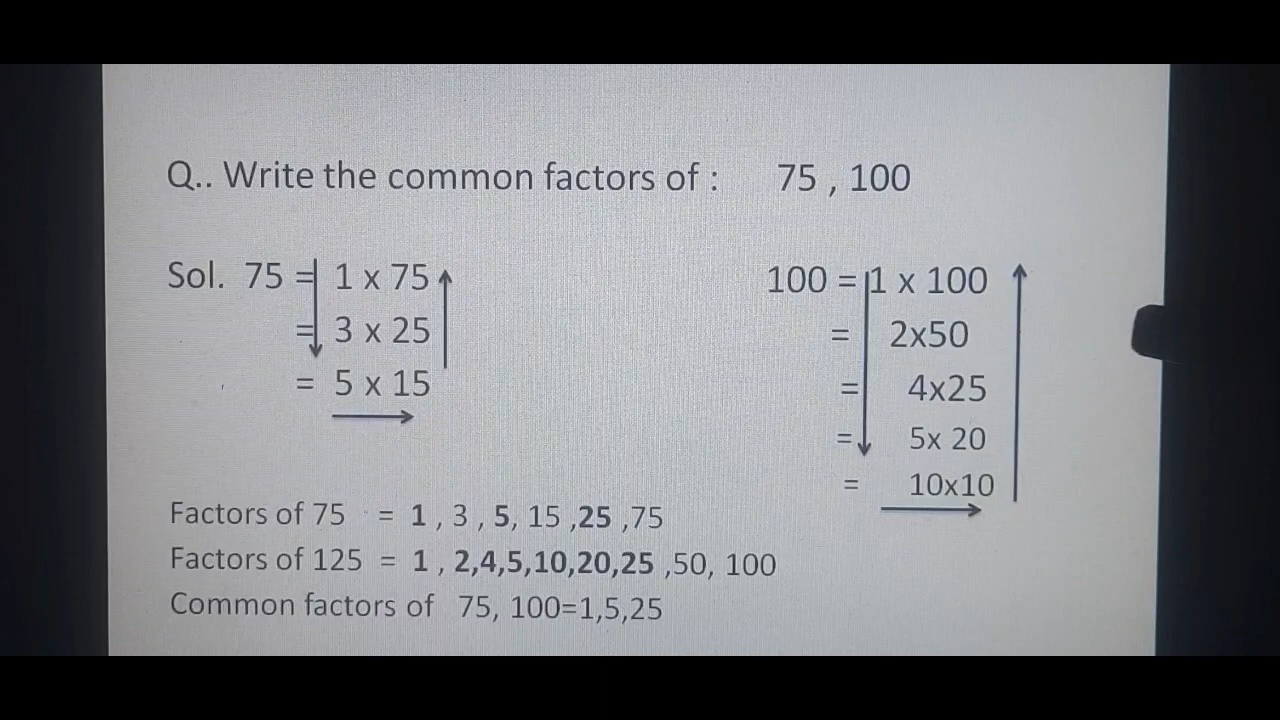 Q.. Write the common factors of : 75 , 100
Sol. 75 = 1 x 75
= 3 x 25
= 5 x 15
100 = 1 x 100
= 2x50
= 4x25
= 5x 20
= 10x10
Factors of 75 = 1 , 3 , 5, 15 ,25 ,75
Factors of 125 = 1 , 2,4,5,10,20,25 ,50, 100
Common factors of 75, 100=1,5,25